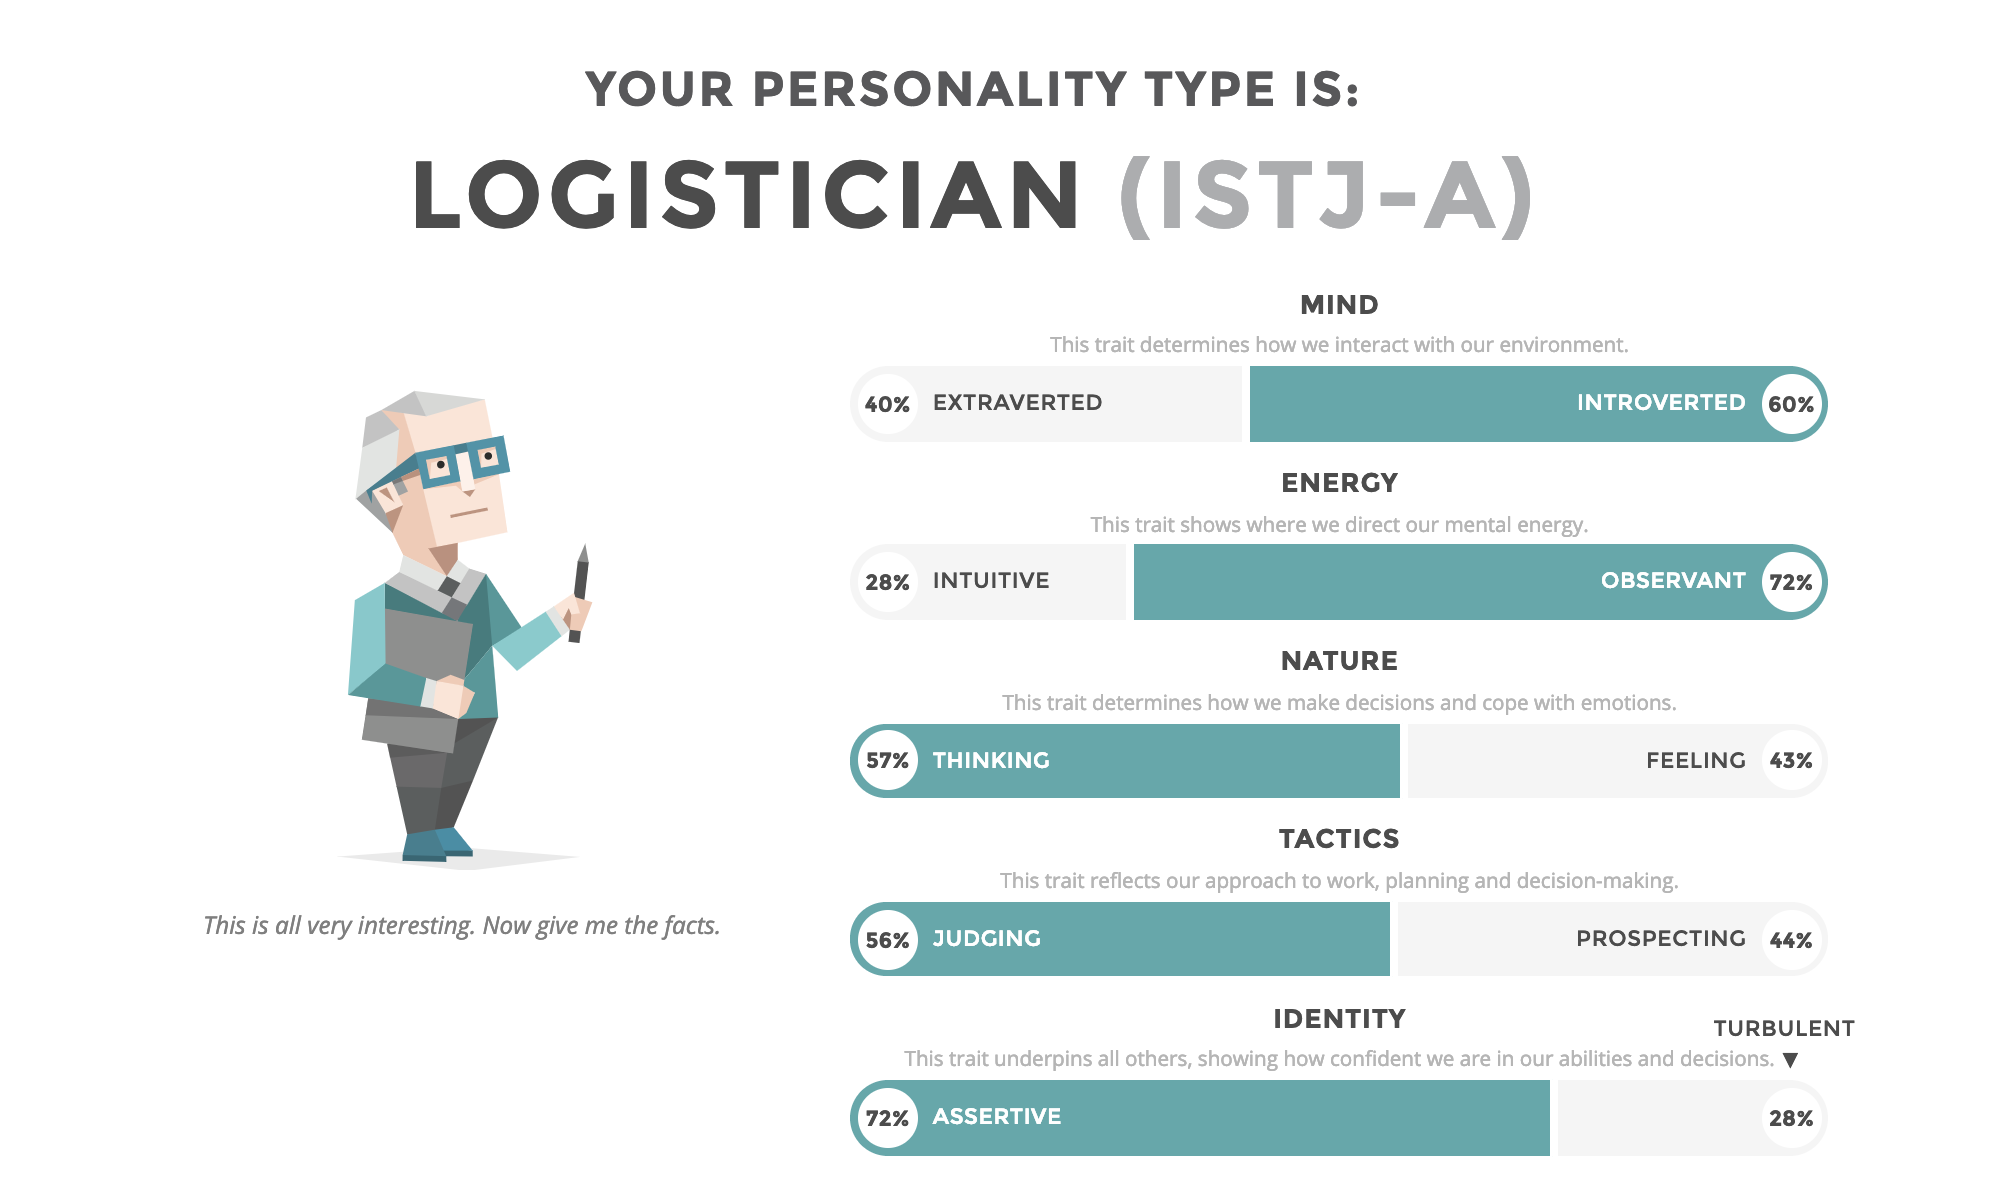 YOUR PERSONALITY TYPE IS:
LOGISTICIAN (ISTJ-A)
This is all very interesting. Now give me the facts.
MIND
This trait determines how we interact with our environment.
40% EXTRAVERTED INTROVERTED 60%
ENERGY
This trait shows where we direct our mental energy.
28% INTUITIVE OBSERVANT 72%
NATURE
This trait determines how we make decisions and cope with emotions.
57% THINKING FEELING 43%
TACTICS
This trait reflects our approach to work, planning and decision-making.
56% JUDGING PROSPECTING 44%
IDENTITY
TURBULENT
This trait underpins all others, showing how confident we are in our abilities and decisions. ▼
72% ASSERTIVE 28%